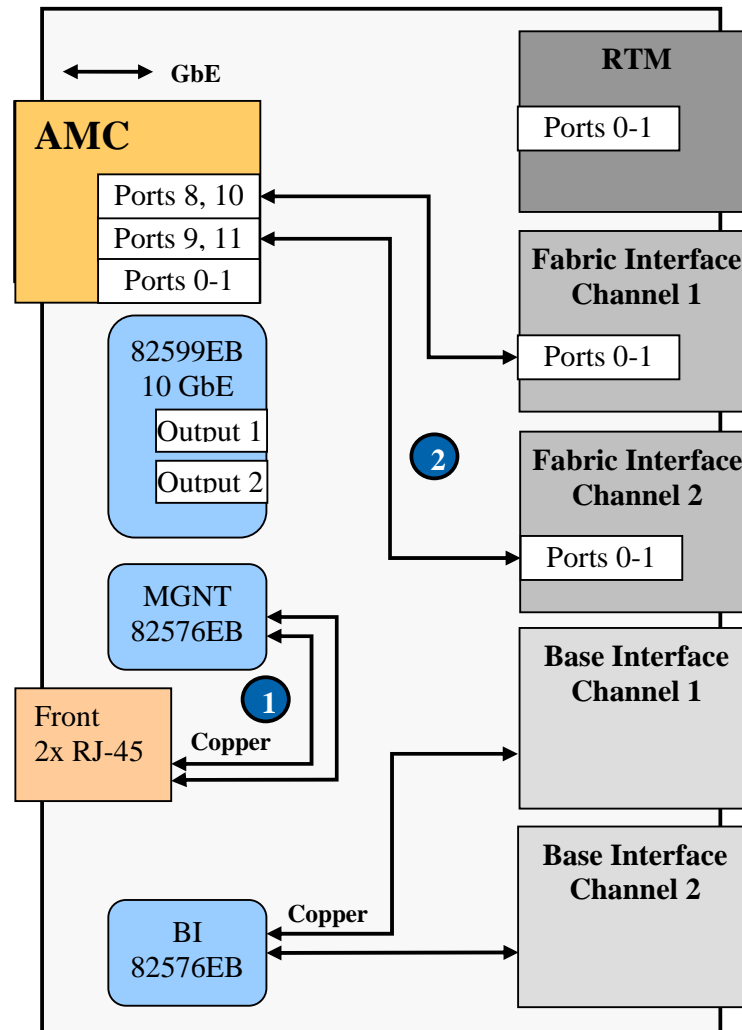 GbE
AMC
Ports 8, 10
Ports 9, 11
Ports 0-1
RTM
Ports 0-1
Fabric Interface
Channel 1
Ports 0-1
82599EB
10 GbE
Output 1
Output 2
2
Fabric Interface
Channel 2
Ports 0-1
MGNT
82576EB
1
Front
2x RJ-45
Copper
Base Interface
Channel 1
Base Interface
Channel 2
Copper
BI
82576EB